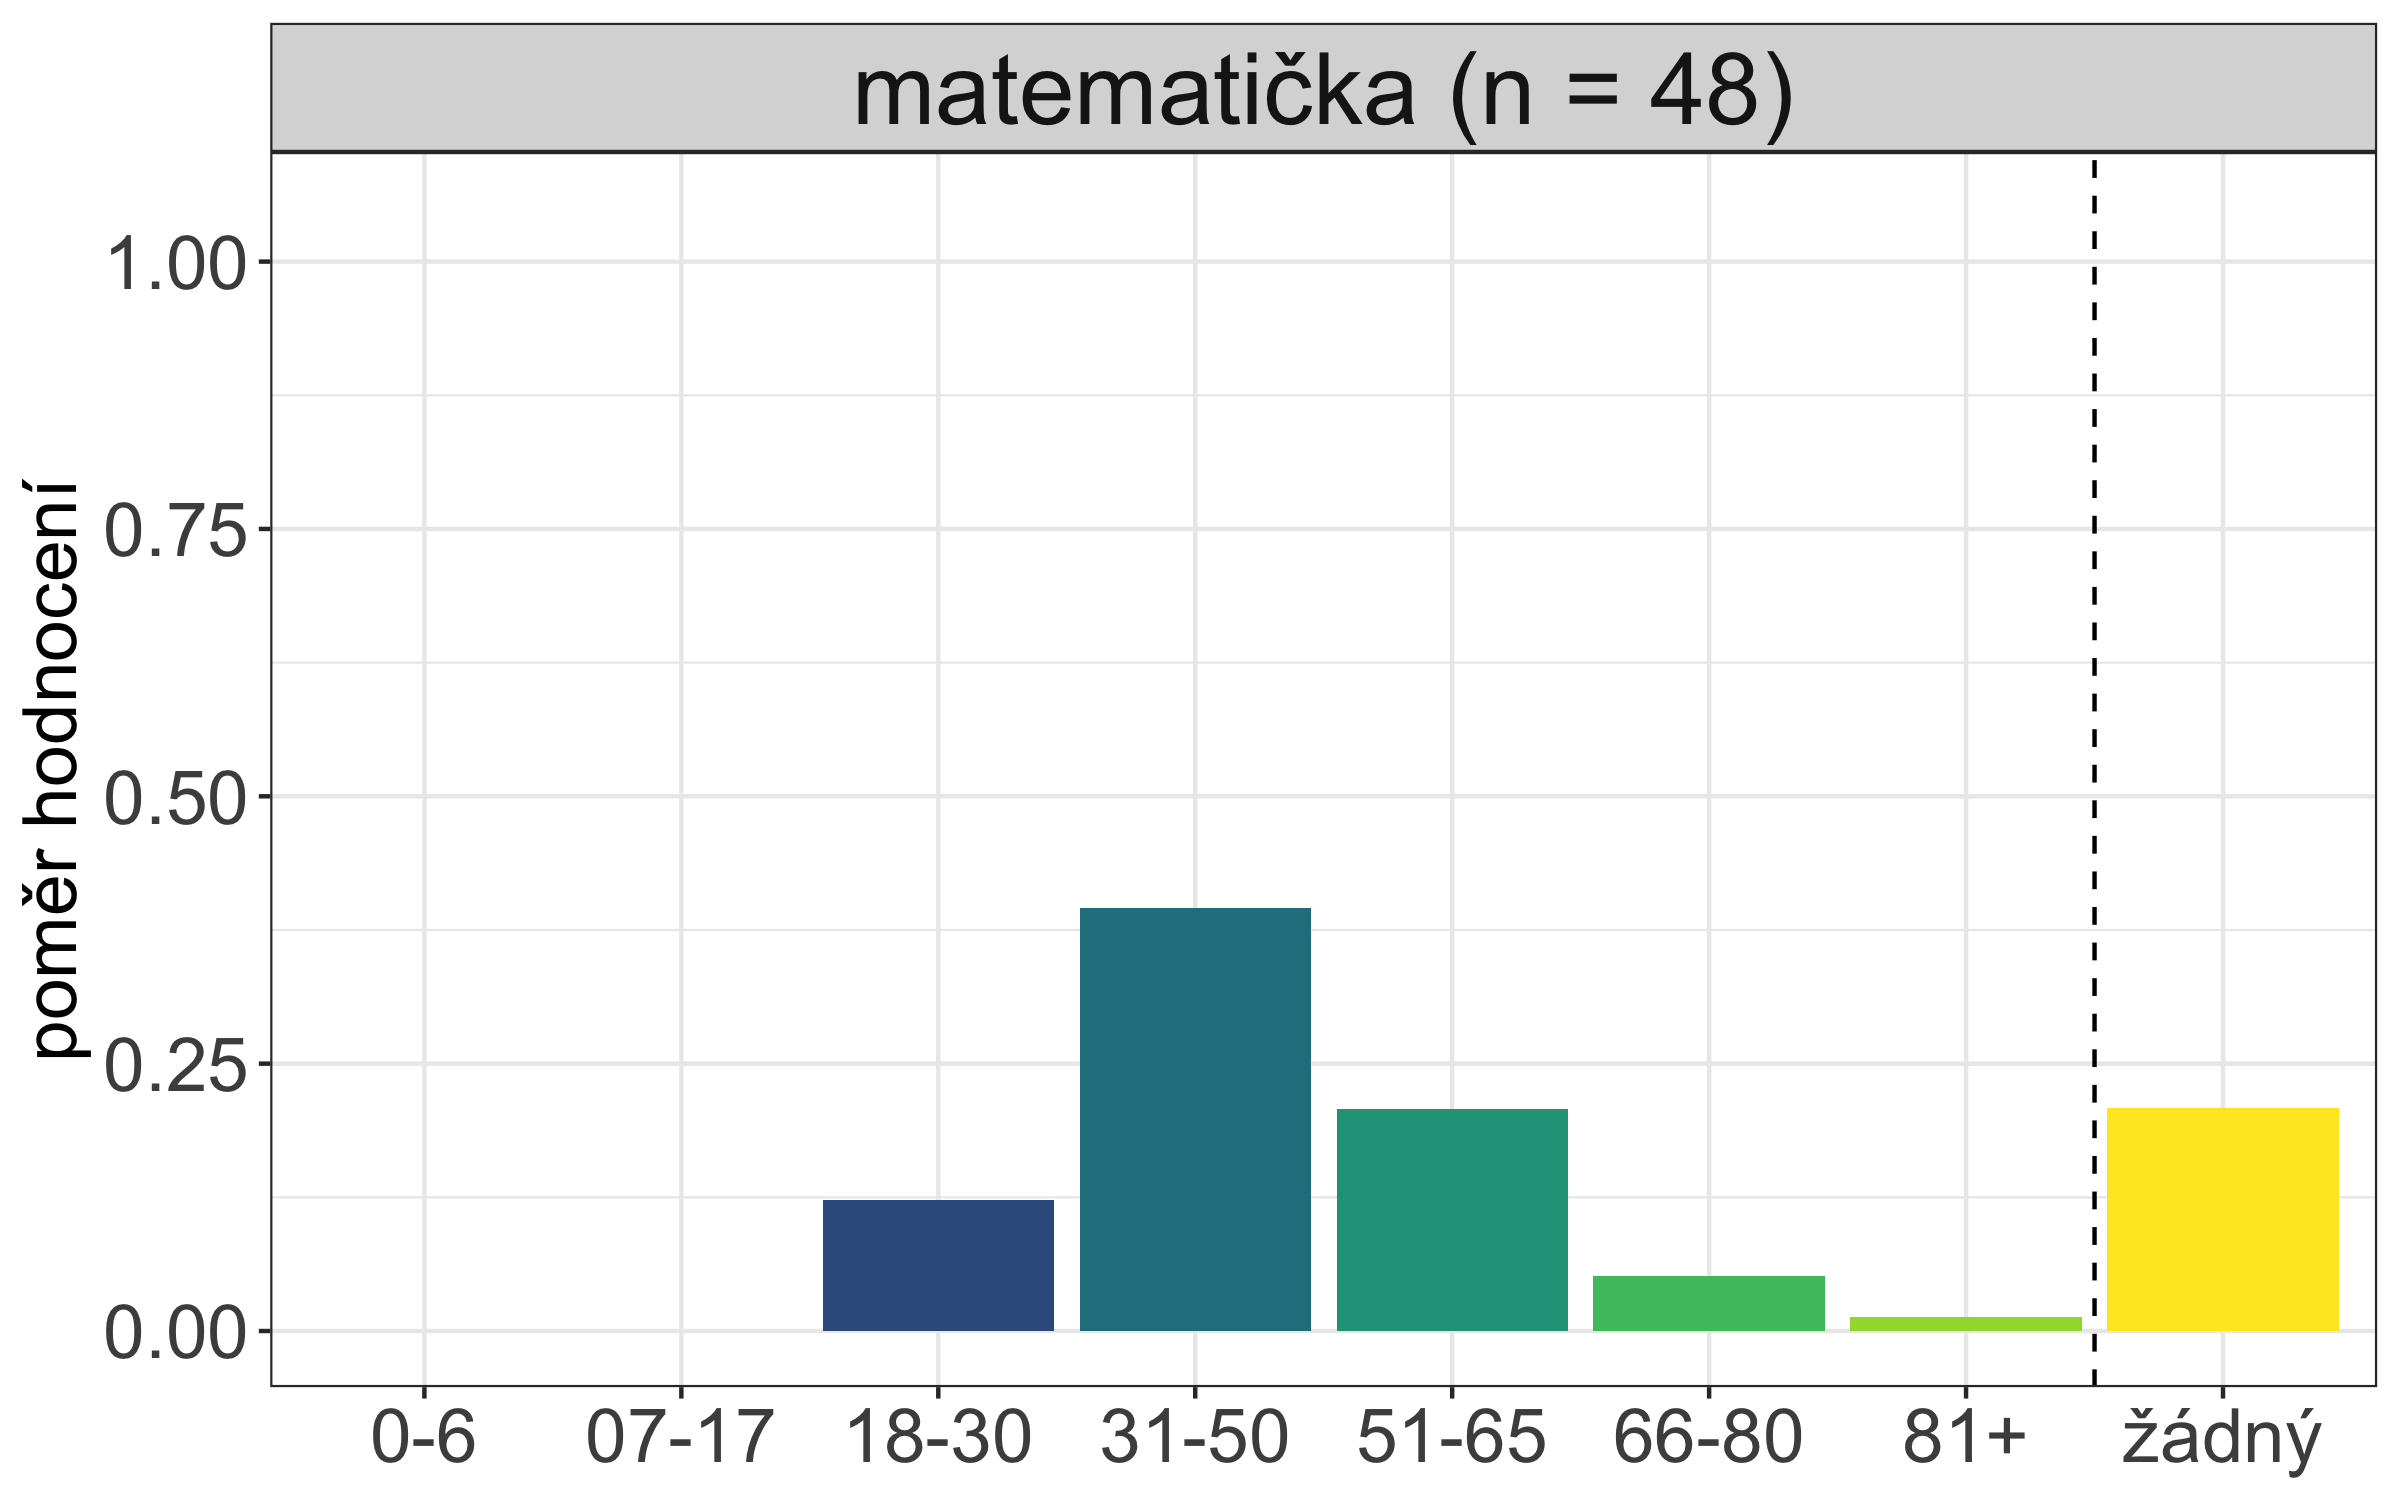 matematička (n = 48)
poměr hodnocení
1.00
0.75
0.50
0.25
0.00
0-6 07-17 18-30 31-50 51-65 66-80 81+ žádný